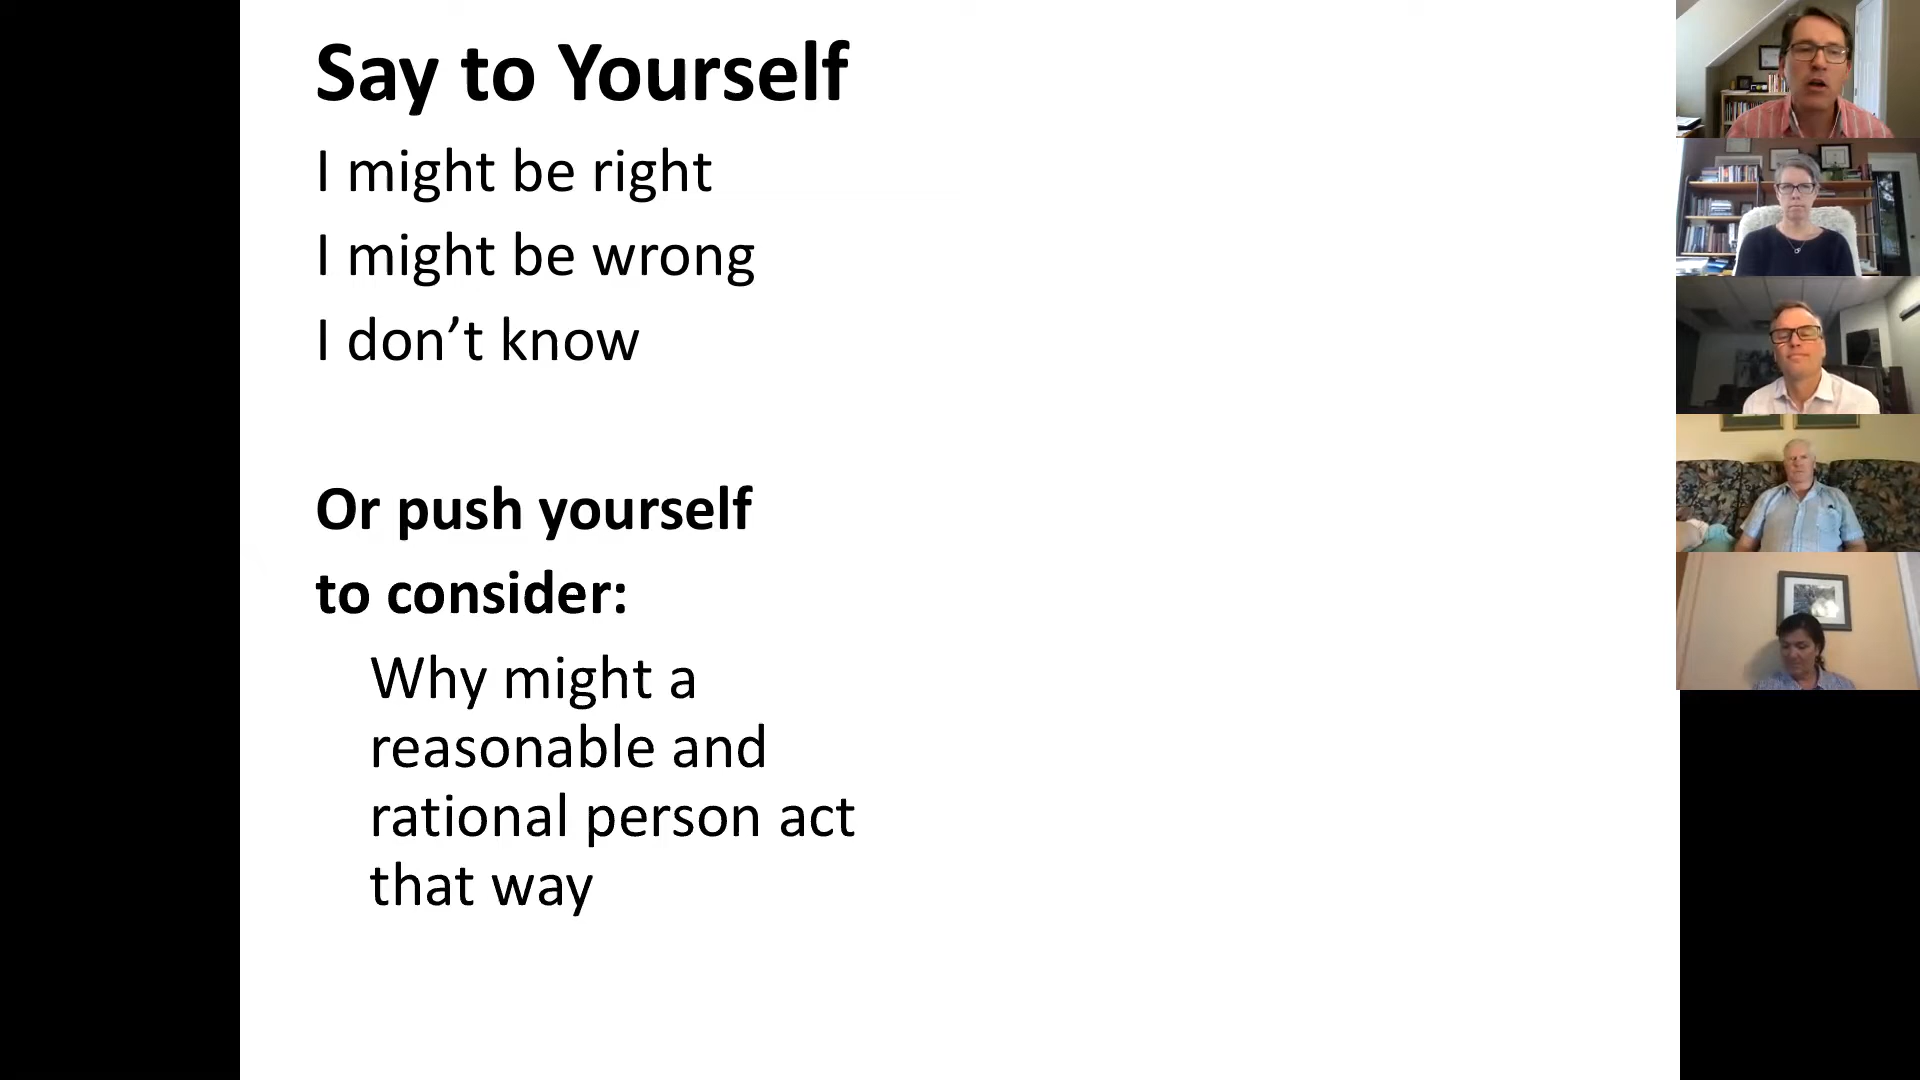 Say to Yourself
I might be right
I might be wrong
I don’t know
Or push yourself
to consider:
Why might a
reasonable and
rational person act
that way